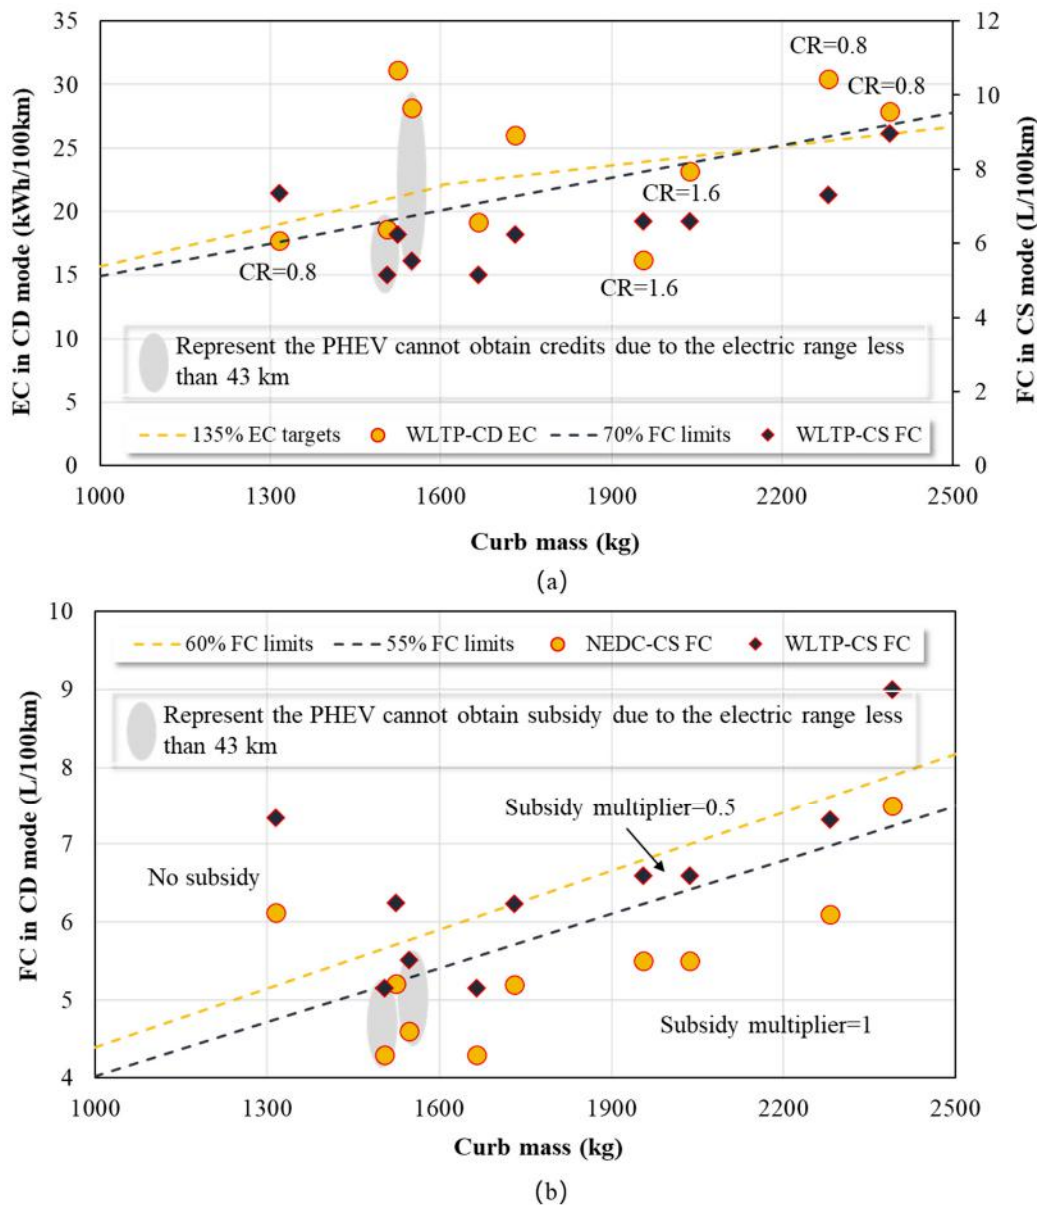 35
30
25
20
15
10
5
0
EC in CD mode (kWh/100km)
12
10
8
6
4
2
0
FC in CS mode (L/100km)
CR=0.8
CR=0.8
CR=1.6
CR=0.8
CR=1.6
Represent the PHEV cannot obtain credits due to the electric range less
than 43 km
135% EC targets WLTP-CD EC 70% FC limits WLTP-CS FC
1000 1300 1600 1900 2200 2500
Curb mass (kg)
(a)
10
9
8
7
6
5
4
FC in CD mode (L/100km)
60% FC limits 55% FC limits NEDC-CS FC WLTP-CS FC
Represent the PHEV cannot obtain subsidy due to the electric range less
than 43 km
Subsidy multiplier=0.5
No subsidy
Subsidy multiplier=1
1000 1300 1600 1900 2200 2500
Curb mass (kg)
(b)